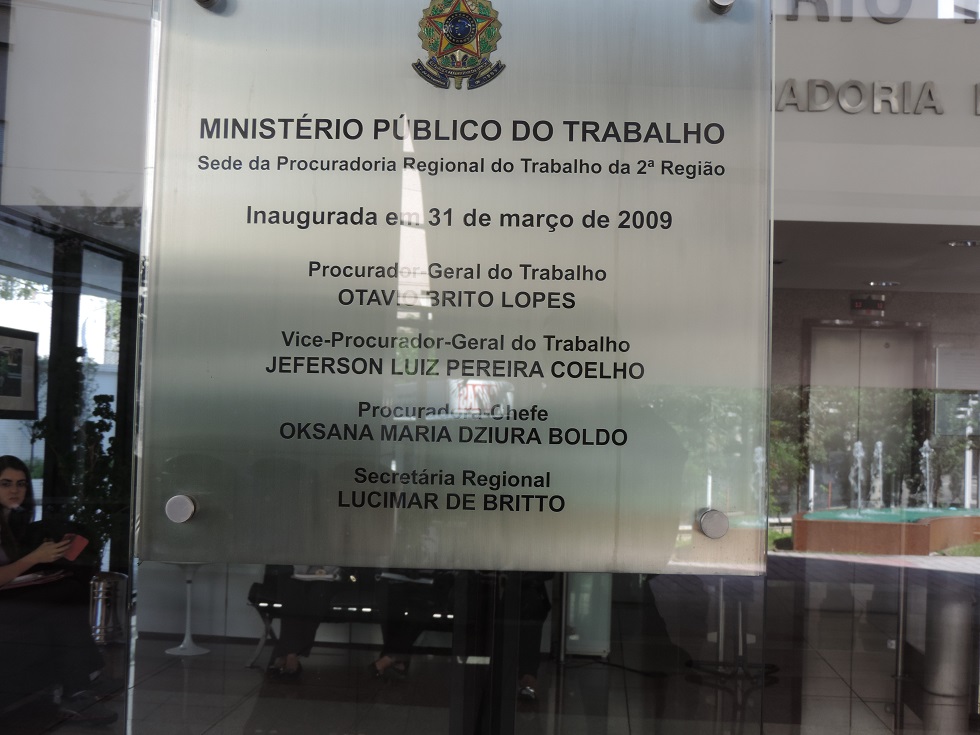 MINISTÉRIO PÚBLICO DO TRABALHO
Sede da Procuradoria Regional do Trabalho da 2ª Região
Inaugurada em 31 de março de 2009
Procurador-Geral do Trabalho
OTAVIO BRITO LOPES
Vice-Procurador-Geral do Trabalho
JEFERSON LUIZ PEREIRA COELHO
Procuradora-Chefe
OKSANA MARIA DZIURA BOLDO
Secretária Regional
LUCIMAR DE BRITTO
RIO
ADORIA